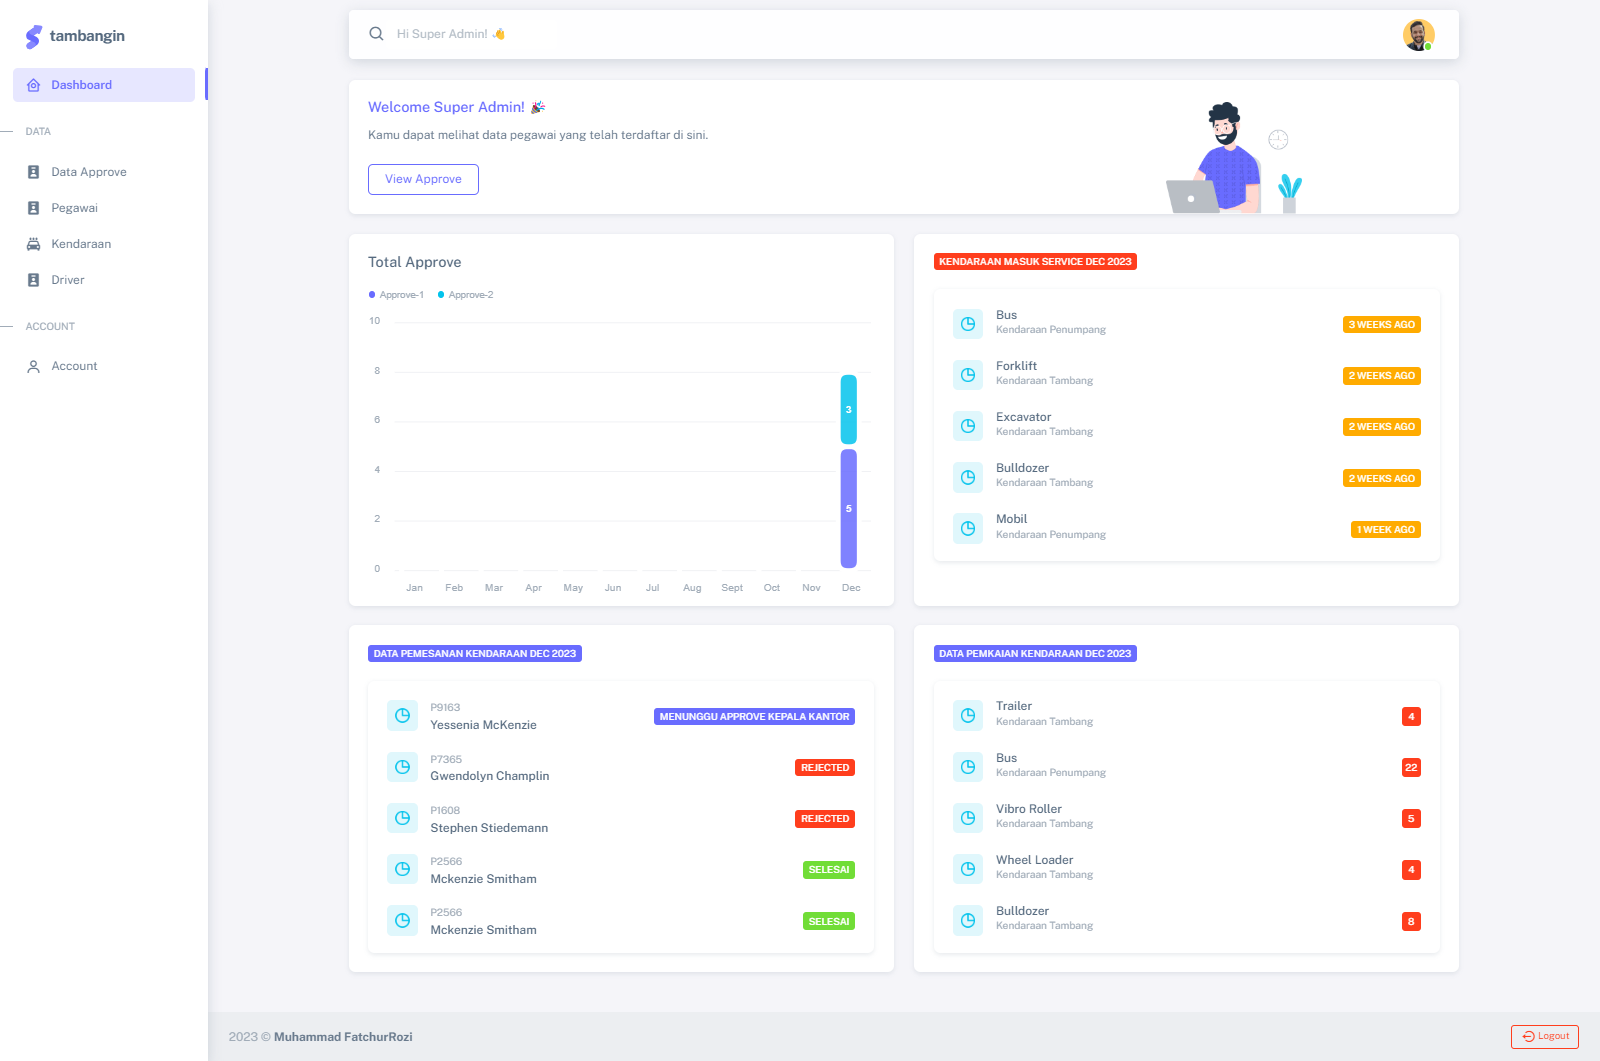 tambangin
Dashboard
DATA
Data Approve
Pegawai
Kendaraan
Driver
ACCOUNT
Account
Hi Super Admin! 👋
Welcome Super Admin! 🎉
Kamu dapat melihat data pegawai yang telah terdaftar di sini.
View Approve
Total Approve
Approve-1 Approve-2
10
8
6
4
2
0
3
5
Jan Feb Mar Apr May Jun Jul Aug Sept Oct Nov Dec
KENDARAAN MASUK SERVICE DEC 2023
Bus
Kendaraan Penumpang
3 WEEKS AGO
Forklift
Kendaraan Tambang
2 WEEKS AGO
Excavator
Kendaraan Tambang
2 WEEKS AGO
Bulldozer
Kendaraan Tambang
2 WEEKS AGO
Mobil
Kendaraan Penumpang
1 WEEK AGO
DATA PEMESANAN KENDARAAN DEC 2023
P9163
Yessenia McKenzie
MENUNGGU APPROVE KEPALA KANTOR
P7365
Gwendolyn Champlin
REJECTED
P1608
Stephen Stiedemann
REJECTED
P2566
Mckenzie Smitham
SELESAI
P2566
Mckenzie Smitham
SELESAI
DATA PEMKAIAN KENDARAAN DEC 2023
Trailer
Kendaraan Tambang
4
Bus
Kendaraan Penumpang
22
Vibro Roller
Kendaraan Tambang
5
Wheel Loader
Kendaraan Tambang
4
Bulldozer
Kendaraan Tambang
8
2023 © Muhammad FatchurRozi
Logout